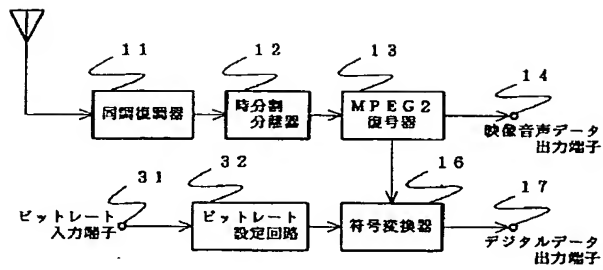 11
12
13
14
同調復調器
時分割
分離器
MPEG2
復号器
映像音声データ
出力端子
31
32
16
17
ビットレート
入力端子
ビットレート
設定回路
符号変換器
デジタルデータ
出力端子